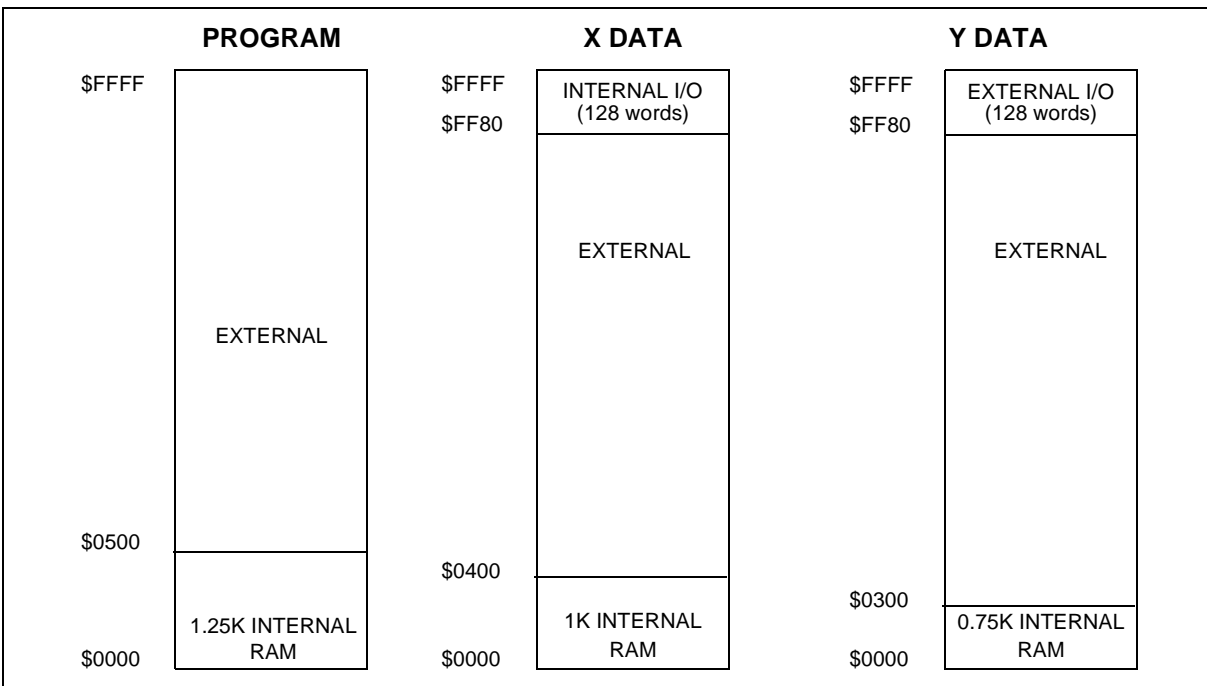 PROGRAM
$FFFF
EXTERNAL
$0500
1.25K INTERNAL
RAM
$0000
X DATA
$FFFF
INTERNAL I/O
(128 words)
$FF80
EXTERNAL
$0400
1K INTERNAL
RAM
$0000
Y DATA
$FFFF
EXTERNAL I/O
(128 words)
$FF80
EXTERNAL
$0300
0.75K INTERNAL
RAM
$0000